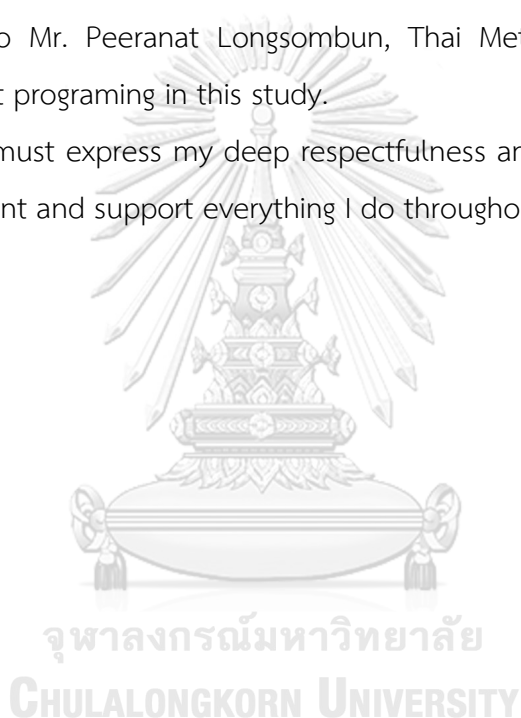 o Mr. Peeranat Longsombun, Thai Met
t programing in this study.
must express my deep respectfulness an
nt and support everything I do througho
จุฬาลงกรณ์มหาวิทยาลัย
CHULALONGKORN UNIVERSITY